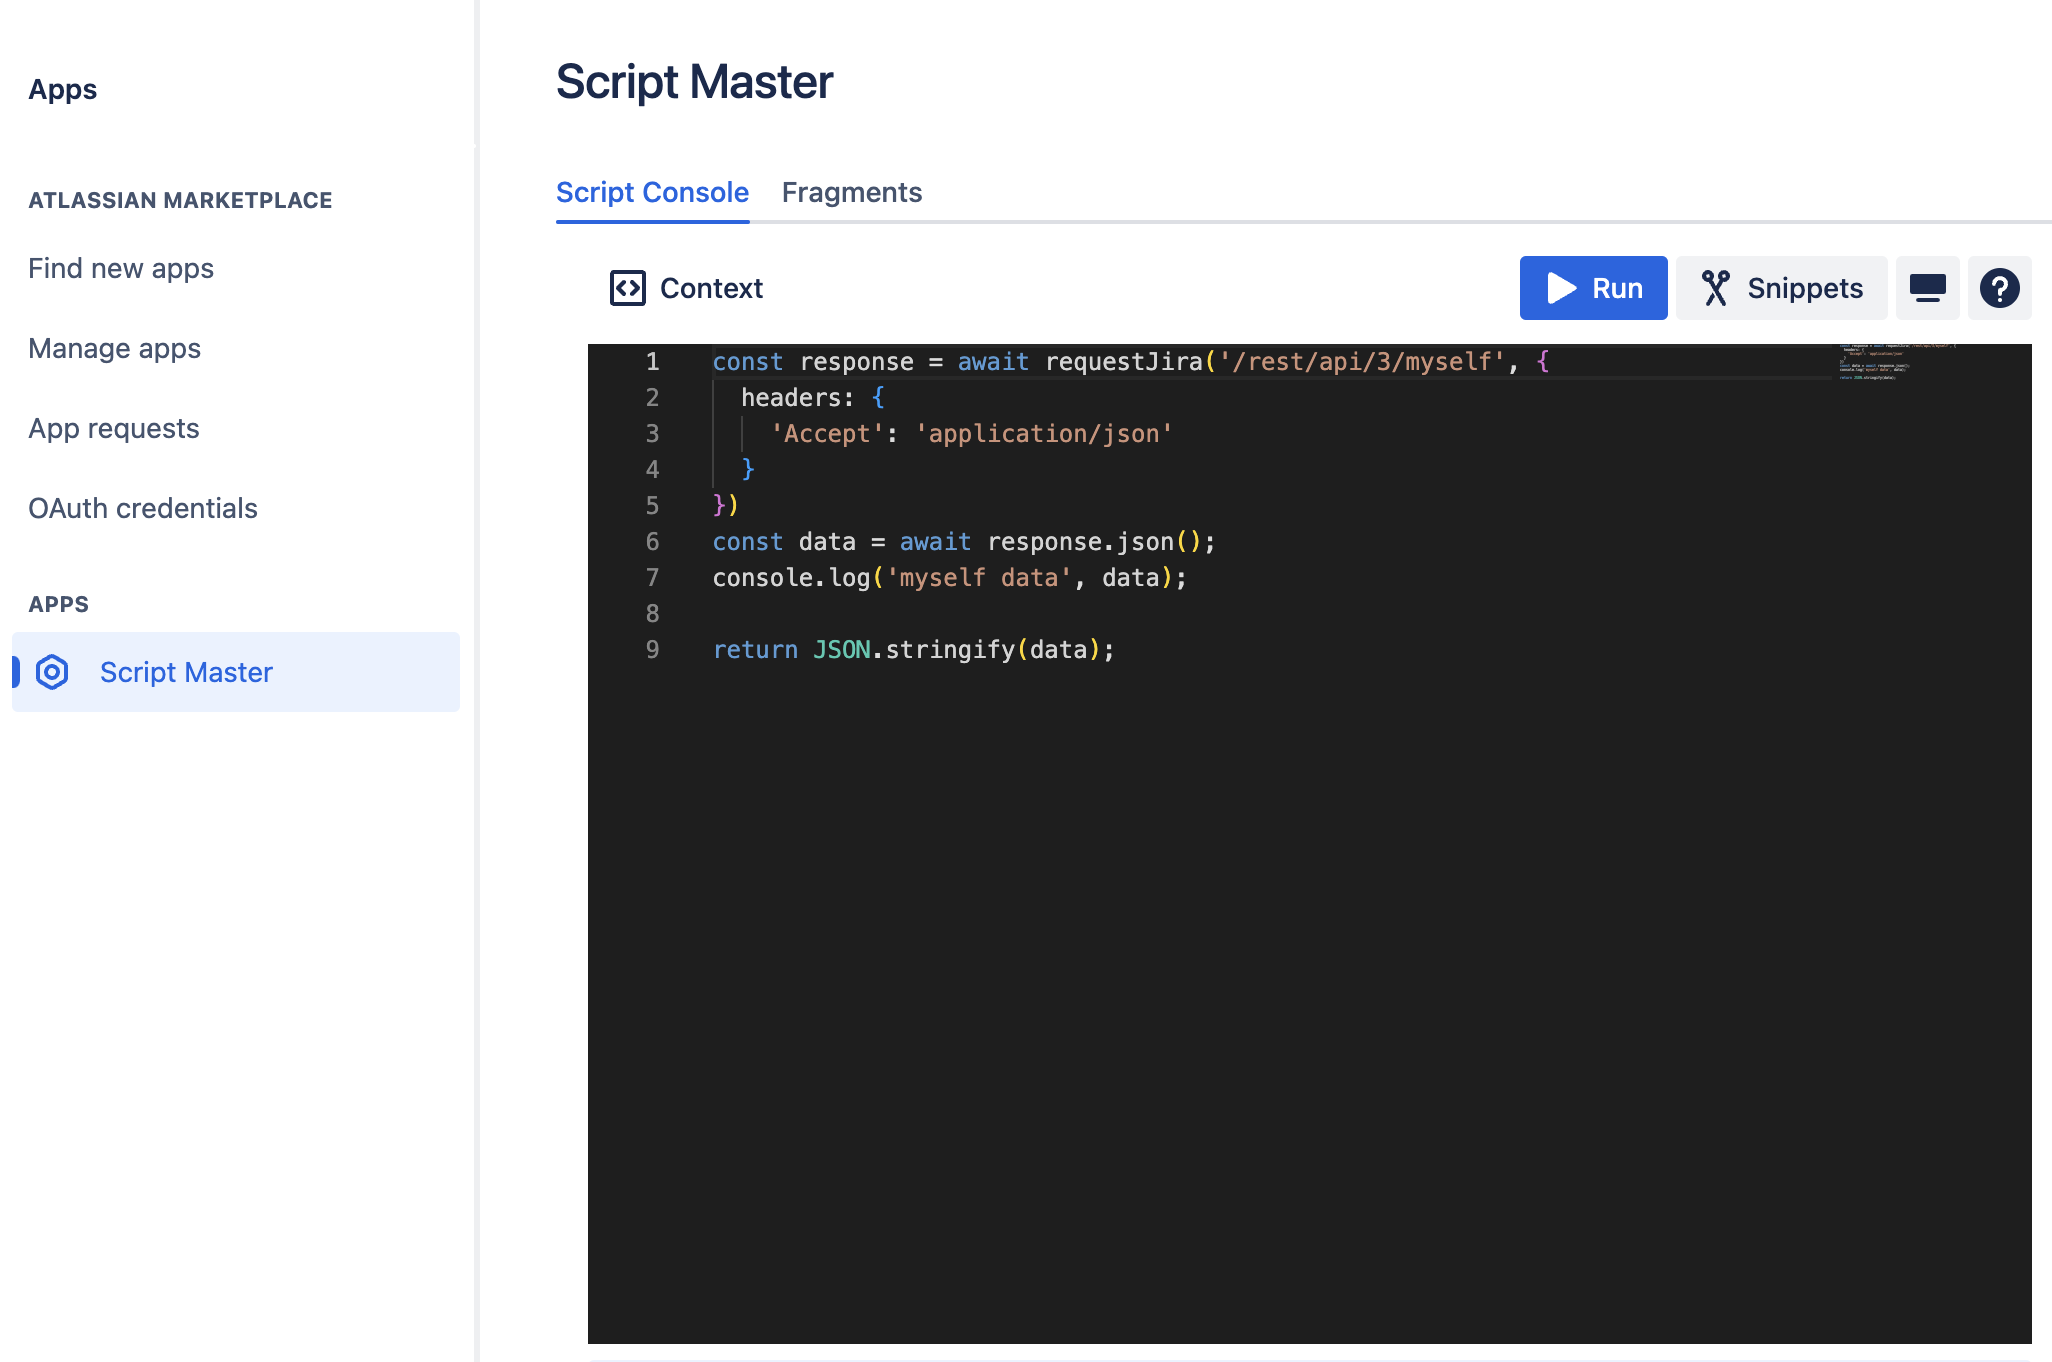 Apps
ATLASSIAN MARKETPLACE
Find new apps
Manage apps
App requests
OAuth credentials
APPS
Script Master
Script Master
Script Console Fragments
Context Run Snippets
1 const response = await requestJira('/rest/api/3/myself', {
2 headers: {
3 'Accept': 'application/json'
4 }
5 })
6 const data = await response.json();
7 console.log('myself data', data);
8
9 return JSON.stringify(data);